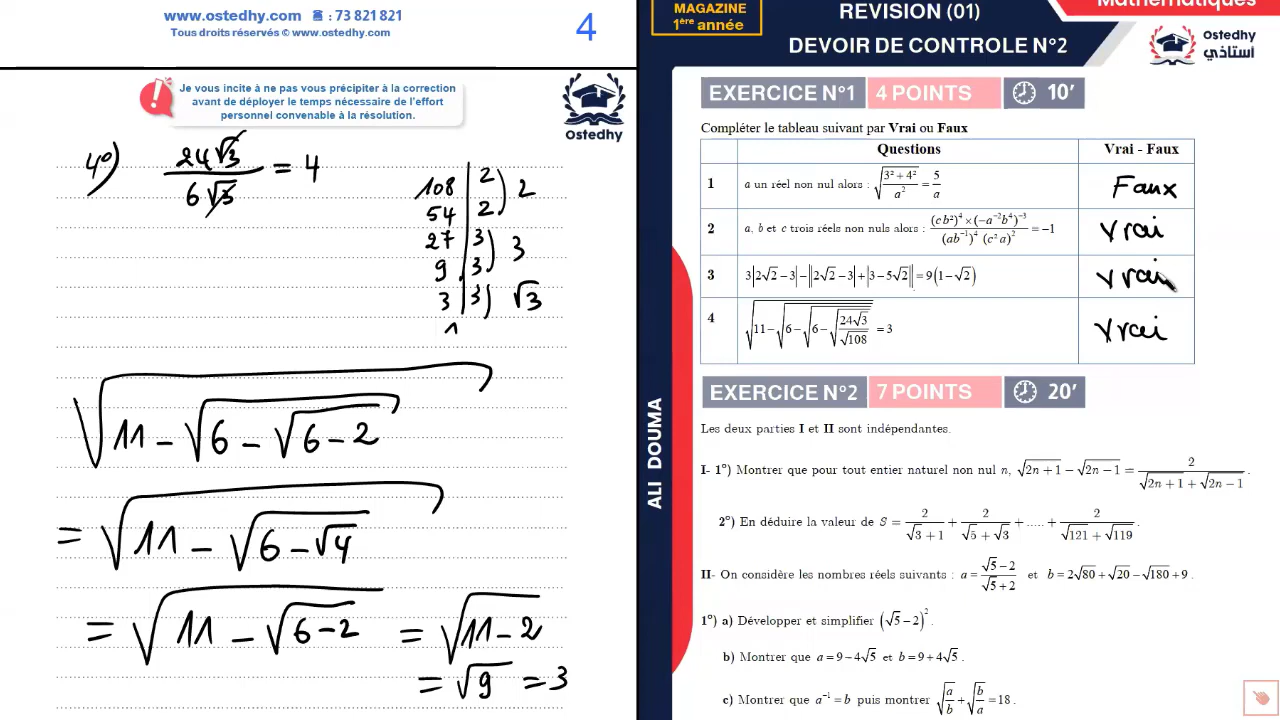 www.ostedhy.com ☎ : 73 821 821
Tous droits réservés © www.ostedhy.com
4
Je vous incite à ne pas vous précipiter à la correction
avant de déployer le temps nécessaire de l'effort
personnel convenable à la résolution.
Ostedhy
4°) 24√3 / 6√3 = 4
108 | 2 ) 2
54 | 2
27 | 3 ) 3
9 | 3
3 | 3 ) √3
1
√(11 - √(6 - √(6 - 2)))
= √(11 - √(6 - √4))
= √(11 - √(6 - 2)) = √(11 - 2)
= √9 = 3
MAGAZINE
1ère année
REVISION (01)
DEVOIR DE CONTROLE N°2
Mathématiques
Ostedhy
أستاذي
ALI DOUMA
EXERCICE N°1 4 POINTS 10′
Compléter le tableau suivant par Vrai ou Faux
Questions Vrai - Faux
1 a un réel non nul alors : √((3² + 4²)/a²) = 5/a Faux
2 a, b et c trois réels non nuls alors : ((cb²)⁴ × (-a⁻²b⁴)⁻³) / ((ab⁻¹)⁴ (c²a)²) = -1 Vrai
3 3|2√2 - 3| - ||2√2 - 3| + |3 - 5√2|| = 9(1 - √2) Vrai
4 √(11 - √(6 - √(6 - √(24√3/√108)))) = 3 Vrai
EXERCICE N°2 7 POINTS 20′
Les deux parties I et II sont indépendantes.
I- 1°) Montrer que pour tout entier naturel non nul n, √(2n+1) - √(2n-1) = 2/(√(2n+1) + √(2n-1)) .
2°) En déduire la valeur de S = 2/(√3+1) + 2/(√5+√3) + ..... + 2/(√121+√119) .
II- On considère les nombres réels suivants : a = (√5-2)/(√5+2) et b = 2√80 + √20 - √180 + 9 .
1°) a) Développer et simplifier (√5 - 2)² .
b) Montrer que a = 9 - 4√5 et b = 9 + 4√5 .
c) Montrer que a⁻¹ = b puis montrer √(a/b) + √(b/a) = 18 .